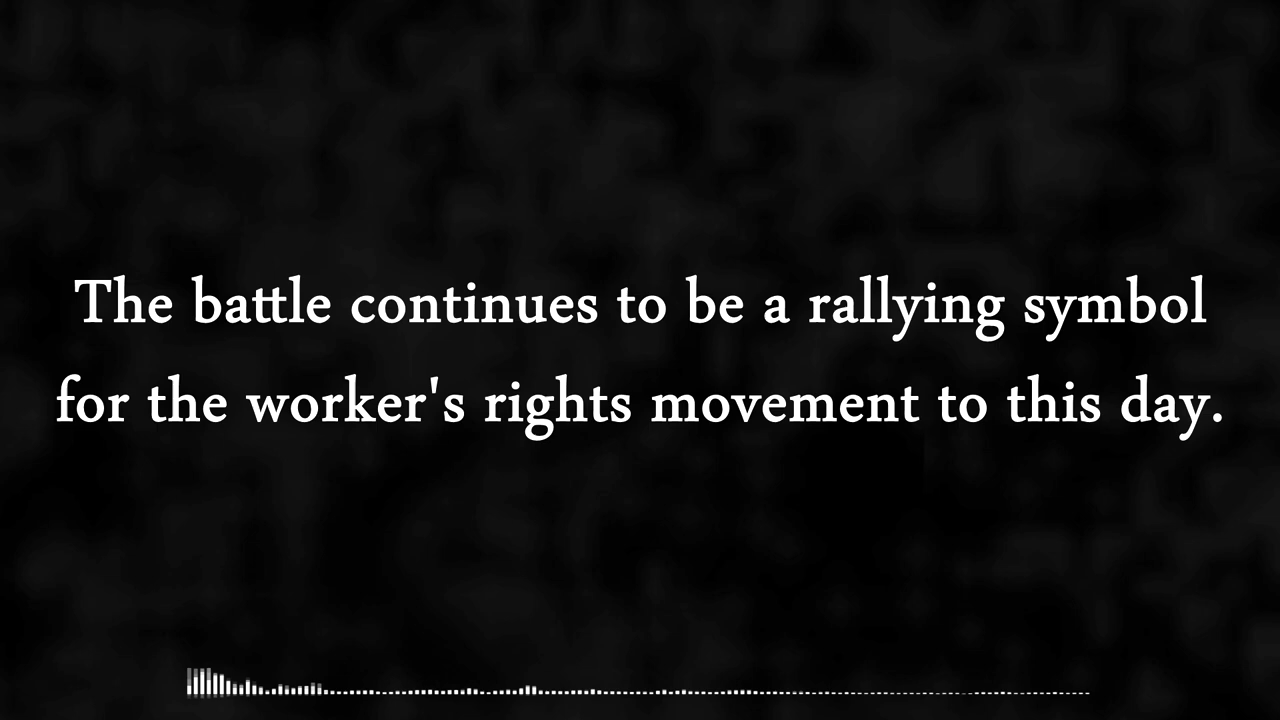 The battle continues to be a rallying symbol
for the worker's rights movement to this day.